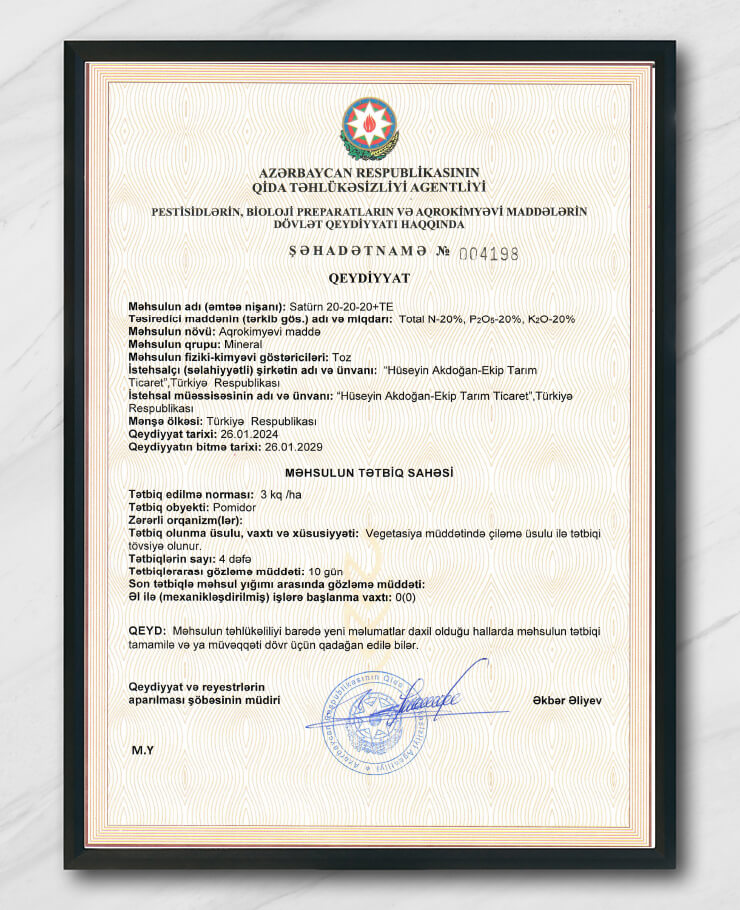 AZƏRBAYCAN RESPUBLİKASININ
QİDA TƏHLÜKƏSİZLİYİ AGENTLİYİ
PESTİSİDLƏRİN, BİOLOJİ PREPARATLARIN VƏ AQROKİMYƏVİ MADDƏLƏRİN
DÖVLƏT QEYDİYYATI HAQQINDA
ŞƏHADƏTNAMƏ № 004198
QEYDİYYAT
Məhsulun adı (əmtəə nişanı): Satürn 20-20-20+TE
Təsiredici maddənin (tərkib gös.) adı və miqdarı: Total N-20%, P₂O₅-20%, K₂O-20%
Məhsulun növü: Aqrokimyəvi maddə
Məhsulun qrupu: Mineral
Məhsulun fiziki-kimyəvi göstəriciləri: Toz
İstehsalçı (səlahiyyətli) şirkətin adı və ünvanı: “Hüseyin Akdoğan-Ekip Tarım
Ticaret”,Türkiyə Respublikası
İstehsal müəssisəsinin adı və ünvanı: “Hüseyin Akdoğan-Ekip Tarım Ticaret”,Türkiyə
Respublikası
Mənşə ölkəsi: Türkiyə Respublikası
Qeydiyyat tarixi: 26.01.2024
Qeydiyyatın bitmə tarixi: 26.01.2029
MƏHSULUN TƏTBİQ SAHƏSİ
Tətbiq edilmə norması: 3 kq /ha
Tətbiq obyekti: Pomidor
Zərərli orqanizm(lər):
Tətbiq olunma üsulu, vaxtı və xüsusiyyəti: Vegetasiya müddətində çiləmə üsulu ilə tətbiqi
tövsiyə olunur.
Tətbiqlərin sayı: 4 dəfə
Tətbiqlərarası gözləmə müddəti: 10 gün
Son tətbiqlə məhsul yığımı arasında gözləmə müddəti:
Əl ilə (mexanikləşdirilmiş) işlərə başlanma vaxtı: 0(0)
QEYD: Məhsulun təhlükəliliyi barədə yeni məlumatlar daxil olduğu hallarda məhsulun tətbiqi
tamamilə və ya müvəqqəti dövr üçün qadağan edilə bilər.
Qeydiyyat və reyestrlərin
aparılması şöbəsinin müdiri
Əkbər Əliyev
M.Y